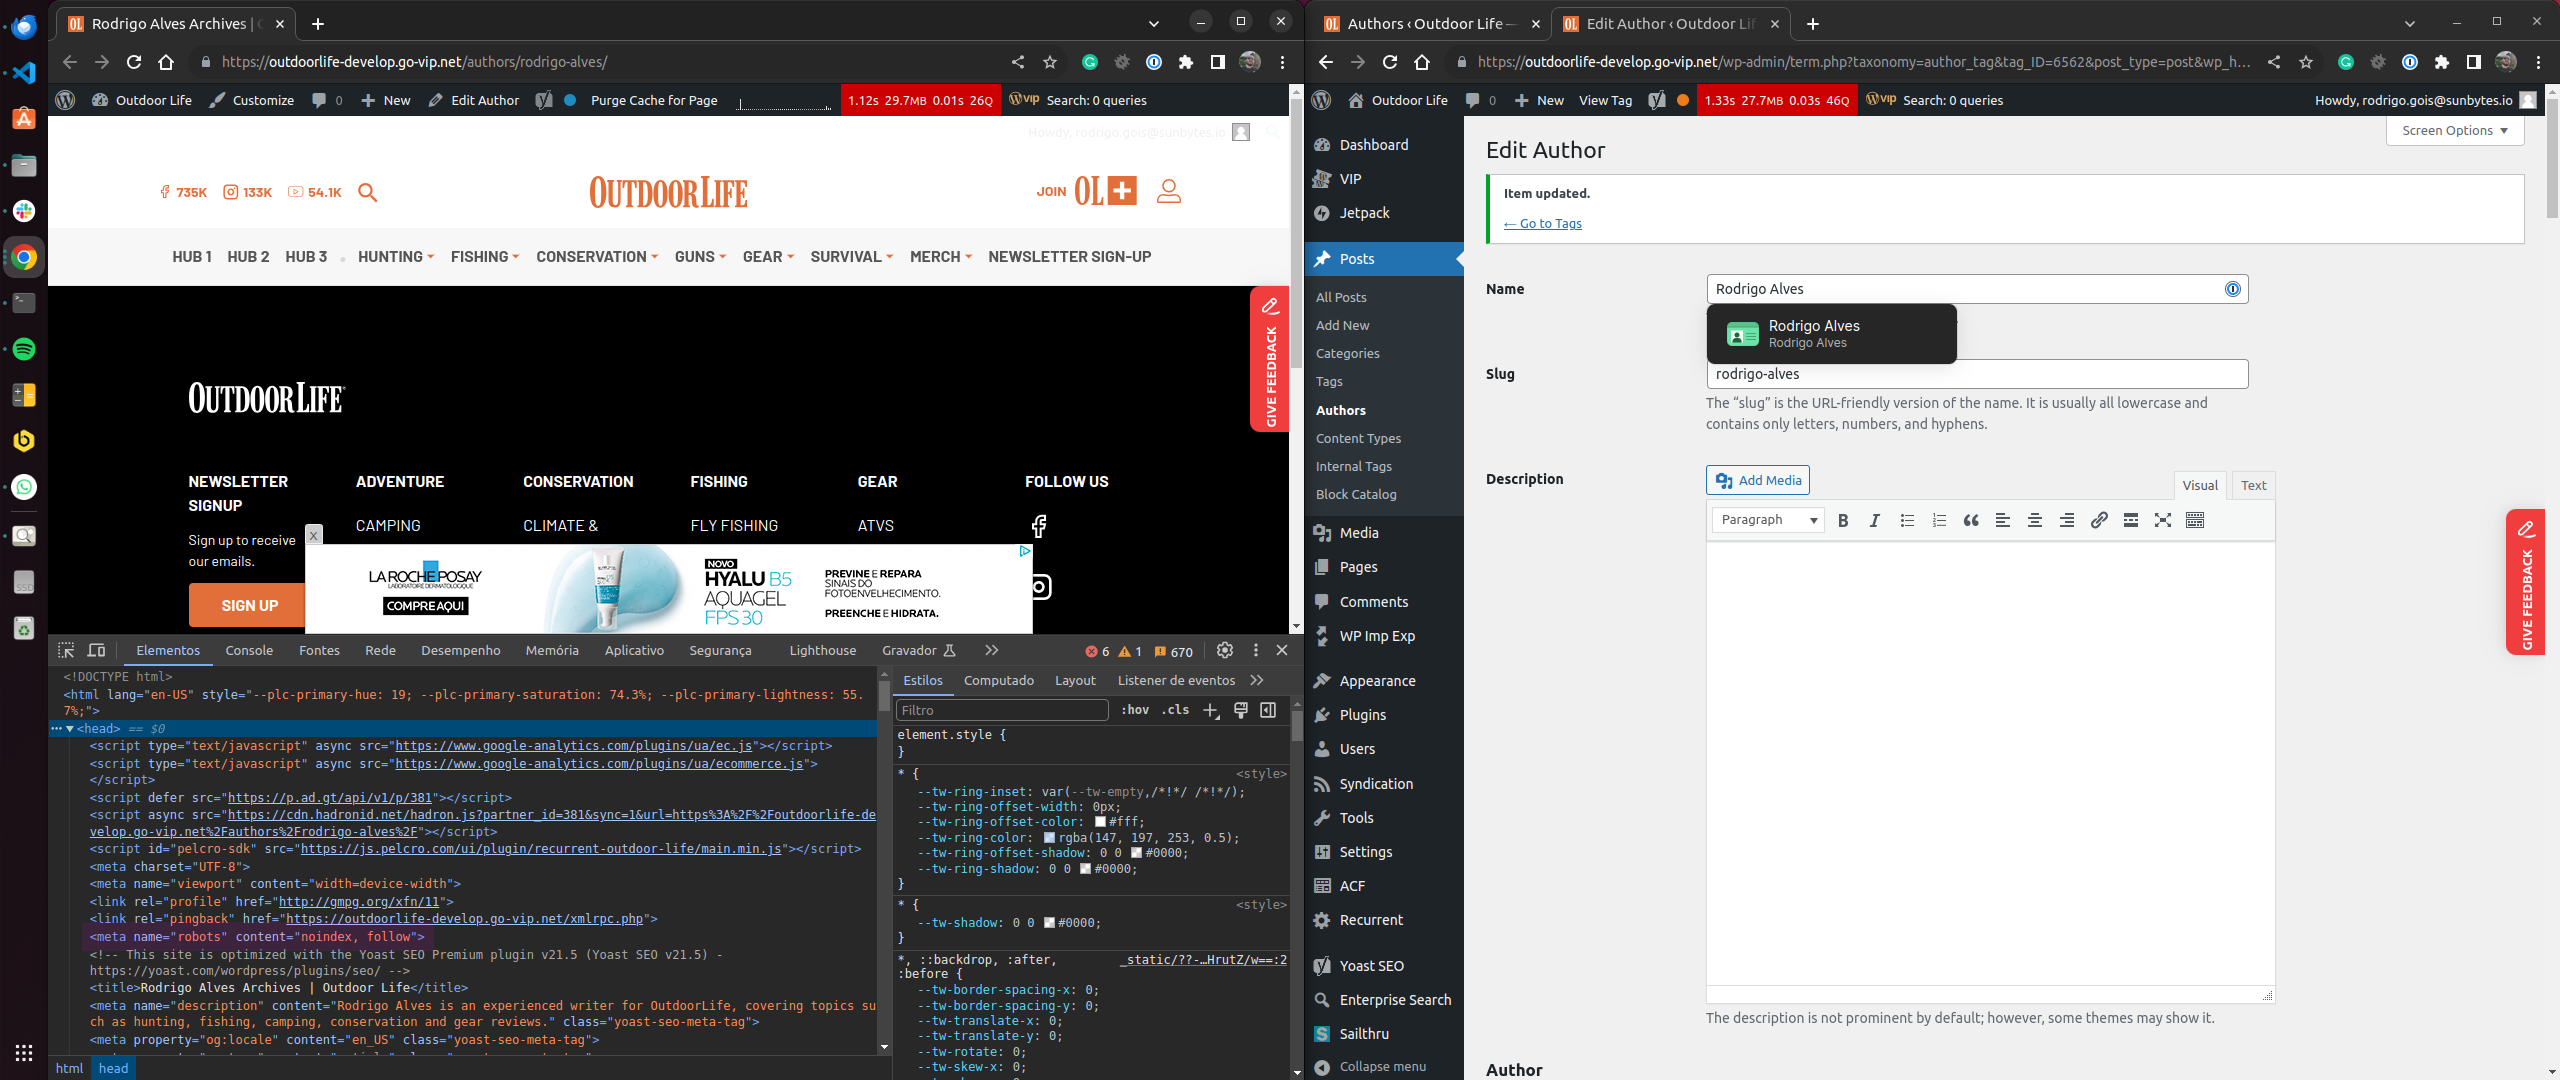 Rodrigo Alves Archives |
https://outdoorlife-develop.go-vip.net/authors/rodrigo-alves/
Outdoor Life
Customize
0
New
Edit Author
Purge Cache for Page
1.12s 29.7MB 0.01s 26Q
VIP Search: 0 queries
Howdy, rodrigo.gois@sunbytes.io
735K
133K
54.1K
OUTDOOR LIFE
JOIN OL+
HUB 1
HUB 2
HUB 3
HUNTING
FISHING
CONSERVATION
GUNS
GEAR
SURVIVAL
MERCH
NEWSLETTER SIGN-UP
GIVE FEEDBACK
OUTDOOR LIFE
NEWSLETTER
SIGNUP
Sign up to receive
our emails.
SIGN UP
ADVENTURE
CAMPING
CONSERVATION
CLIMATE &
FISHING
FLY FISHING
GEAR
ATVS
FOLLOW US
X
LA ROCHE POSAY
LABORATOIRE DERMATOLOGIQUE
COMPRE AQUI
NOVO
HYALU B5
AQUAGEL
FPS 30
PREVINE E REPARA
SINAIS DO
FOTOENVELHECIMENTO.
PREENCHE E HIDRATA.
Elementos
Console
Fontes
Rede
Desempenho
Memória
Aplicativo
Segurança
Lighthouse
Gravador
6
1
670
<!DOCTYPE html>
<html lang="en-US" style="--plc-primary-hue: 19; --plc-primary-saturation: 74.3%; --plc-primary-lightness: 55.
7%;">
<head> == $0
<script type="text/javascript" async src="https://www.google-analytics.com/plugins/ua/ec.js"></script>
<script type="text/javascript" async src="https://www.google-analytics.com/plugins/ua/ecommerce.js">
</script>
<script defer src="https://p.ad.gt/api/v1/p/381"></script>
<script async src="https://cdn.hadronid.net/hadron.js?partner_id=381&sync=1&url=https%3A%2F%2Foutdoorlife-de
velop.go-vip.net%2Fauthors%2Frodrigo-alves%2F"></script>
<script id="pelcro-sdk" src="https://js.pelcro.com/ui/plugin/recurrent-outdoor-life/main.min.js"></script>
<meta charset="UTF-8">
<meta name="viewport" content="width=device-width">
<link rel="profile" href="http://gmpg.org/xfn/11">
<link rel="pingback" href="https://outdoorlife-develop.go-vip.net/xmlrpc.php">
<meta name="robots" content="noindex, follow">
<!-- This site is optimized with the Yoast SEO Premium plugin v21.5 (Yoast SEO v21.5) -
https://yoast.com/wordpress/plugins/seo/ -->
<title>Rodrigo Alves Archives | Outdoor Life</title>
<meta name="description" content="Rodrigo Alves is an experienced writer for OutdoorLife, covering topics su
ch as hunting, fishing, camping, conservation and gear reviews." class="yoast-seo-meta-tag">
<meta property="og:locale" content="en_US" class="yoast-seo-meta-tag">
html
head
Estilos
Computado
Layout
Listener de eventos
Filtro
:hov
.cls
element.style {
}
* {
<style>
--tw-ring-inset: var(--tw-empty,/*!*/ /*!*/);
--tw-ring-offset-width: 0px;
--tw-ring-offset-color: #fff;
--tw-ring-color: rgba(147, 197, 253, 0.5);
--tw-ring-offset-shadow: 0 0 #0000;
--tw-ring-shadow: 0 0 #0000;
}
* {
<style>
--tw-shadow: 0 0 #0000;
}
*, ::backdrop, :after,
_static/??-…HrutZ/w==:2
:before {
--tw-border-spacing-x: 0;
--tw-border-spacing-y: 0;
--tw-translate-x: 0;
--tw-translate-y: 0;
--tw-rotate: 0;
--tw-skew-x: 0;
Authors ‹ Outdoor Life —
Edit Author ‹ Outdoor Lif
https://outdoorlife-develop.go-vip.net/wp-admin/term.php?taxonomy=author_tag&tag_ID=6562&post_type=post&wp_h…
Outdoor Life
0
New
View Tag
1.33s 27.7MB 0.03s 46Q
VIP Search: 0 queries
Howdy, rodrigo.gois@sunbytes.io
Dashboard
VIP
Jetpack
Posts
All Posts
Add New
Categories
Tags
Authors
Content Types
Internal Tags
Block Catalog
Media
Pages
Comments
WP Imp Exp
Appearance
Plugins
Users
Syndication
Tools
Settings
ACF
Recurrent
Yoast SEO
Enterprise Search
Sailthru
Collapse menu
Screen Options
Edit Author
Item updated.
← Go to Tags
Name
Rodrigo Alves
Rodrigo Alves
Rodrigo Alves
Slug
rodrigo-alves
The “slug” is the URL-friendly version of the name. It is usually all lowercase and
contains only letters, numbers, and hyphens.
Description
Add Media
Visual
Text
Paragraph
B
I
The description is not prominent by default; however, some themes may show it.
Author
GIVE FEEDBACK